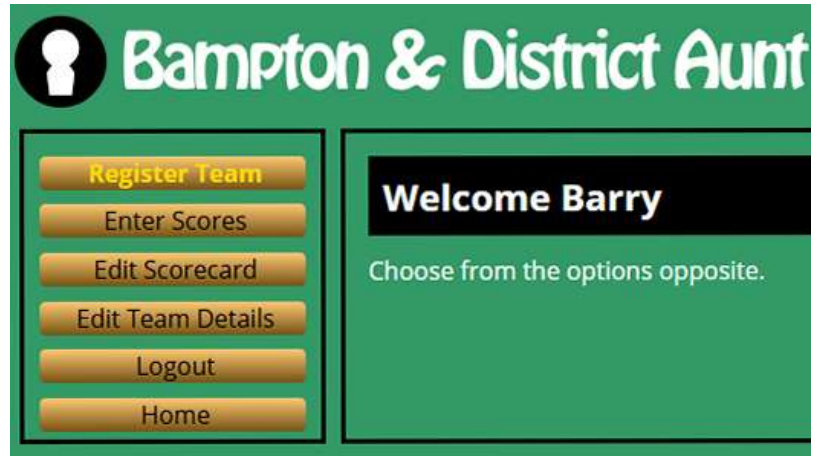 Bampton & District Aunt
Register Team
Enter Scores
Edit Scorecard
Edit Team Details
Logout
Home
Welcome Barry
Choose from the options opposite.